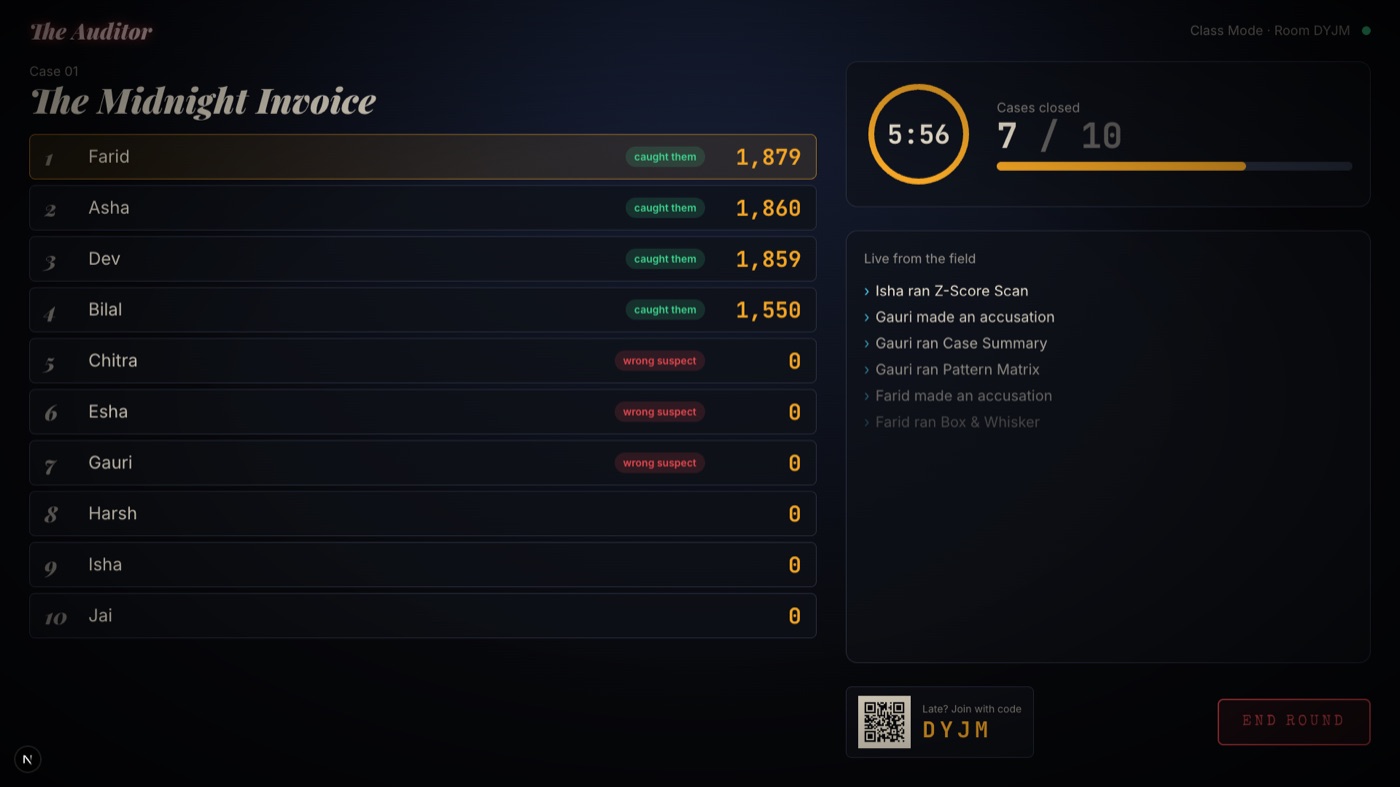 The Auditor
Class Mode · Room DYJM
Case 01
The Midnight Invoice
1 Farid caught them 1,879
2 Asha caught them 1,860
3 Dev caught them 1,859
4 Bilal caught them 1,550
5 Chitra wrong suspect 0
6 Esha wrong suspect 0
7 Gauri wrong suspect 0
8 Harsh 0
9 Isha 0
10 Jai 0
5:56
Cases closed
7 / 10
Live from the field
› Isha ran Z-Score Scan
› Gauri made an accusation
› Gauri ran Case Summary
› Gauri ran Pattern Matrix
› Farid made an accusation
› Farid ran Box & Whisker
Late? Join with code
DYJM
END ROUND
N